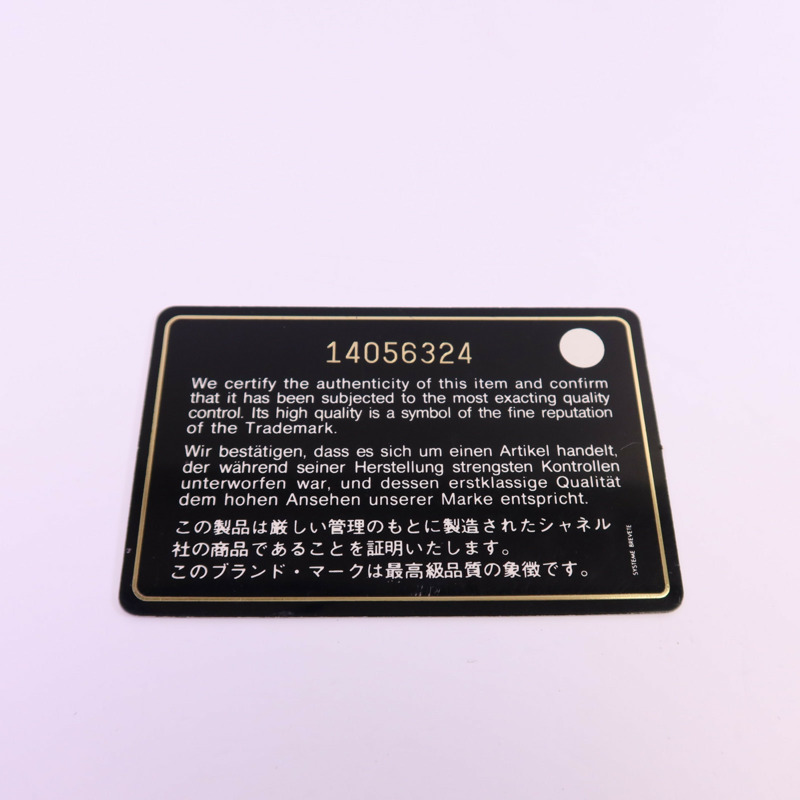 14056324
We certify the authenticity of this item and confirm
that it has been subjected to the most exacting quality
control. Its high quality is a symbol of the fine reputation
of the Trademark.
Wir bestätigen, dass es sich um einen Artikel handelt,
der während seiner Herstellung strengsten Kontrollen
unterworfen war, und dessen erstklassige Qualität
dem hohen Ansehen unserer Marke entspricht.
この製品は厳しい管理のもとに製造されたシャネル
社の商品であることを証明いたします。
このブランド・マークは最高級品質の象徴です。
SYSTEME BREVETE